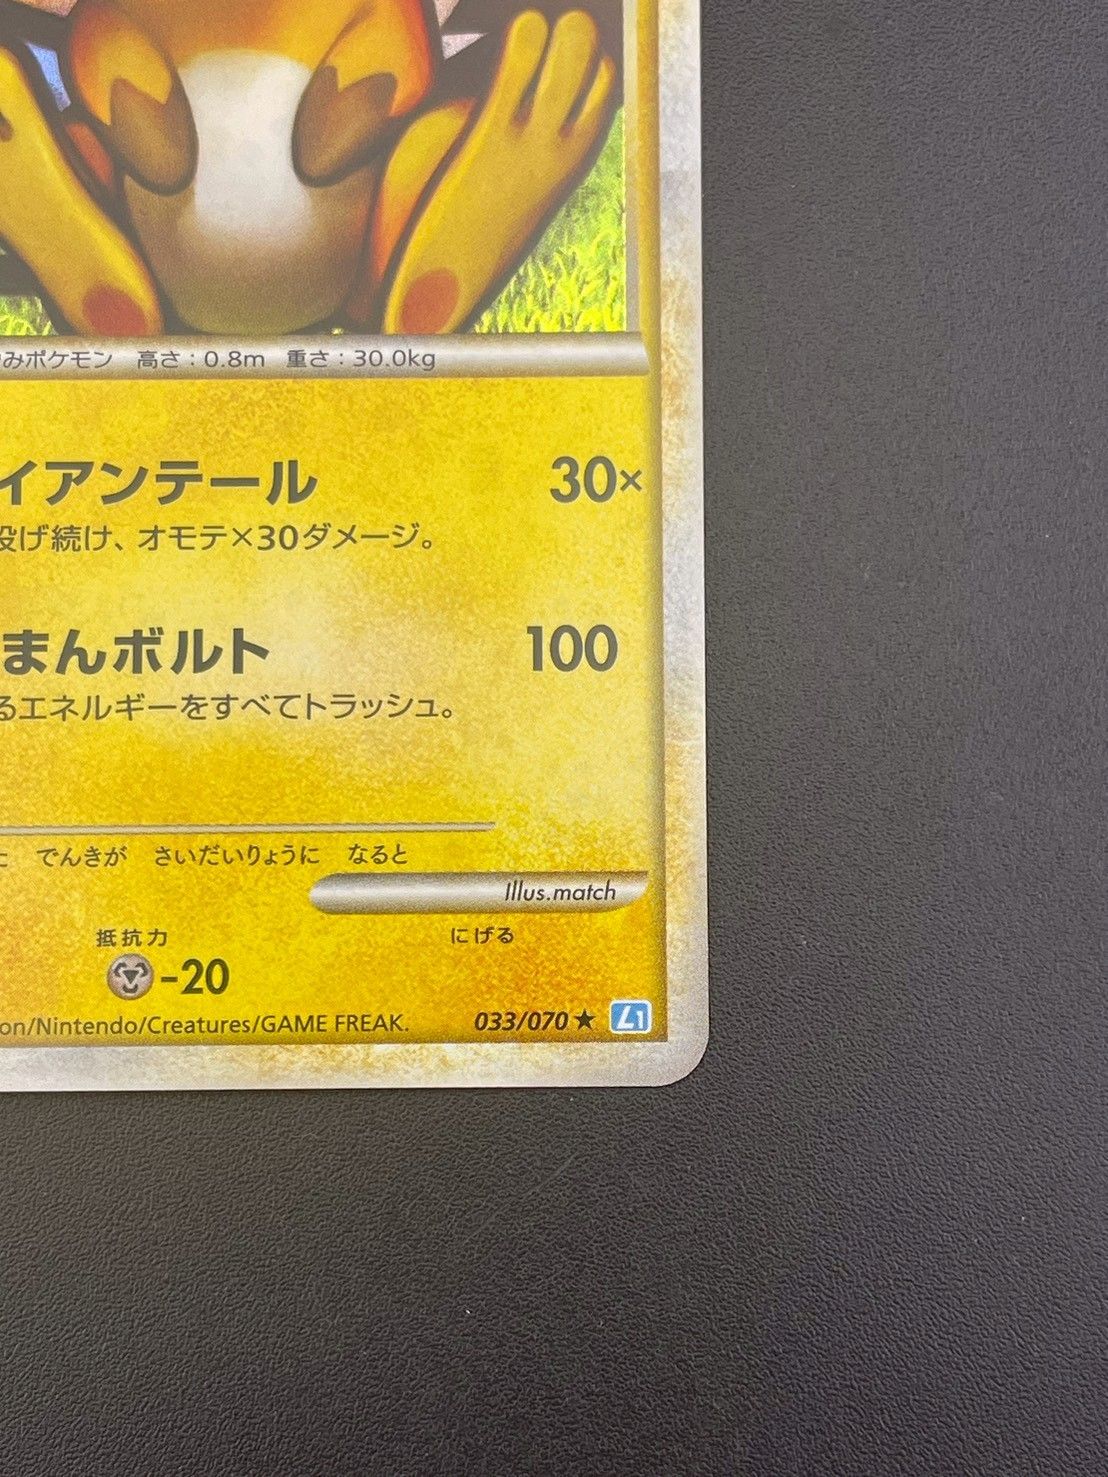 みポケモン 高さ：0.8m 重さ：30.0kg
イアンテール 30×
投げ続け、オモテ×30ダメージ。
まんボルト 100
るエネルギーをすべてトラッシュ。
でんきが さいだいりょうに なると
Illus.match
抵抗力 にげる
-20
on/Nintendo/Creatures/GAME FREAK. 033/070 ★ L1